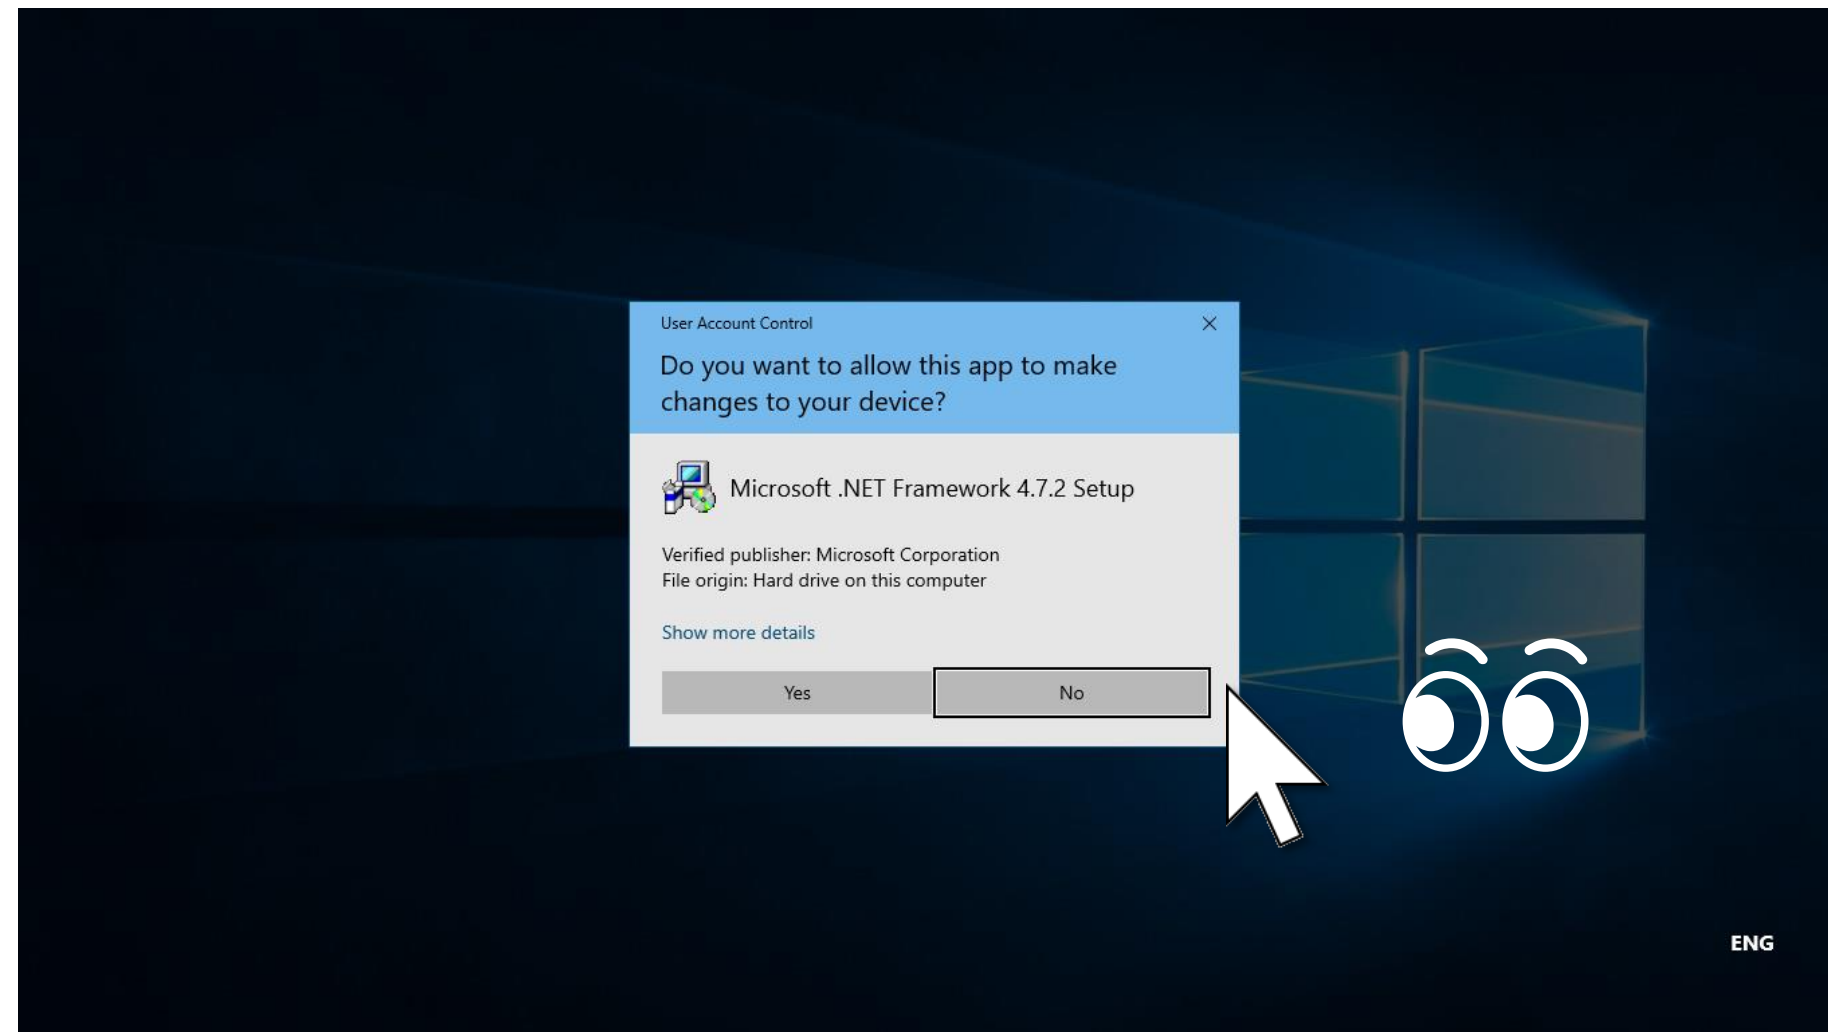 User Account Control
Do you want to allow this app to make
changes to your device?
Microsoft .NET Framework 4.7.2 Setup
Verified publisher: Microsoft Corporation
File origin: Hard drive on this computer
Show more details
Yes
No
ENG